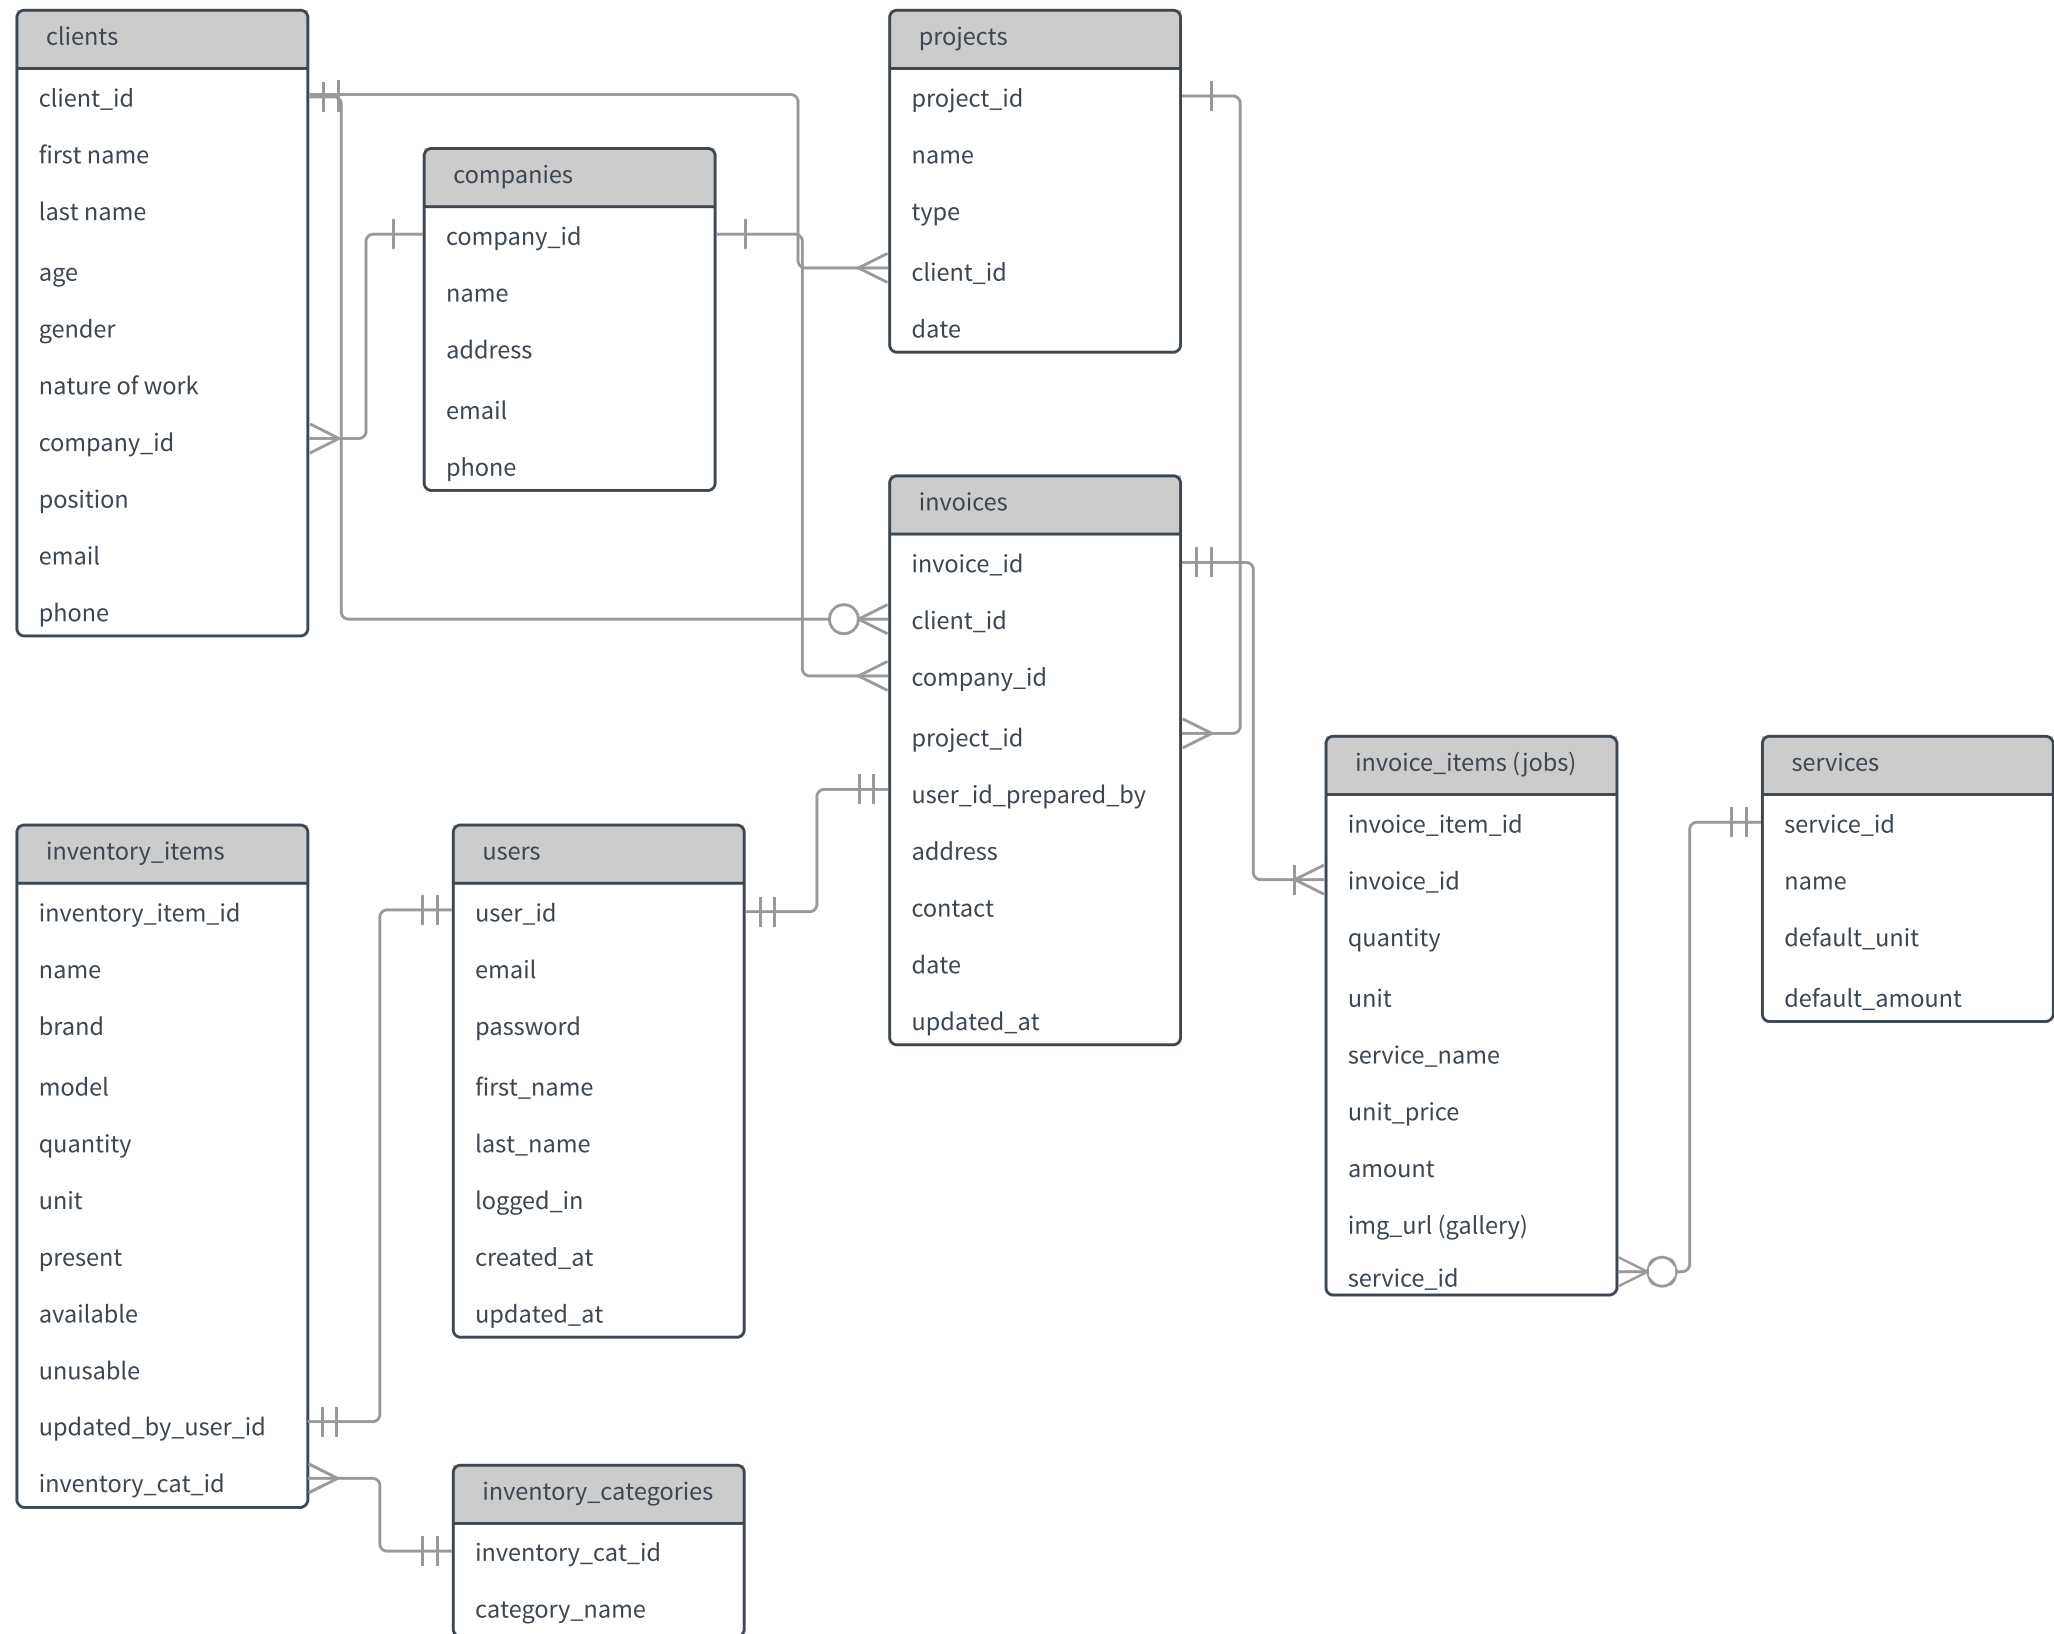 clients
client_id
first name
last name
age
gender
nature of work
company_id
position
email
phone
companies
company_id
name
address
email
phone
projects
project_id
name
type
client_id
date
invoices
invoice_id
client_id
company_id
project_id
user_id_prepared_by
address
contact
date
updated_at
invoice_items (jobs)
invoice_item_id
invoice_id
quantity
unit
service_name
unit_price
amount
img_url (gallery)
service_id
services
service_id
name
default_unit
default_amount
inventory_items
inventory_item_id
name
brand
model
quantity
unit
present
available
unusable
updated_by_user_id
inventory_cat_id
users
user_id
email
password
first_name
last_name
logged_in
created_at
updated_at
inventory_categories
inventory_cat_id
category_name